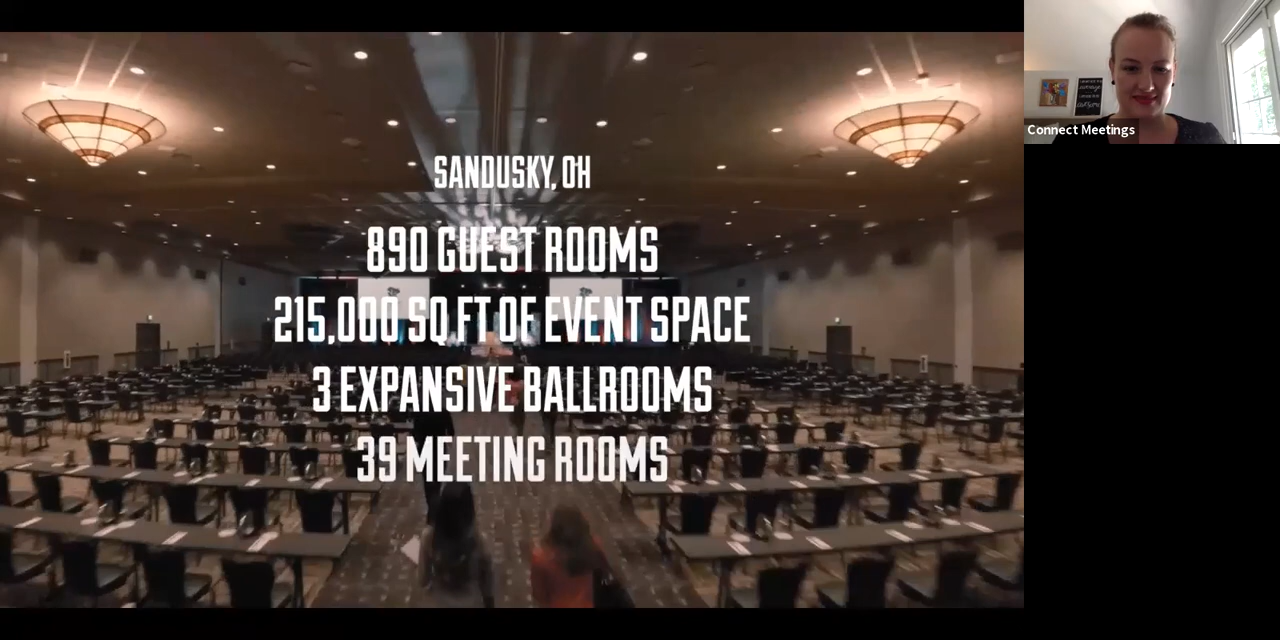 SANDUSKY, OH
890 GUEST ROOMS
215,000 SQ FT OF EVENT SPACE
3 EXPANSIVE BALLROOMS
39 MEETING ROOMS
Connect Meetings